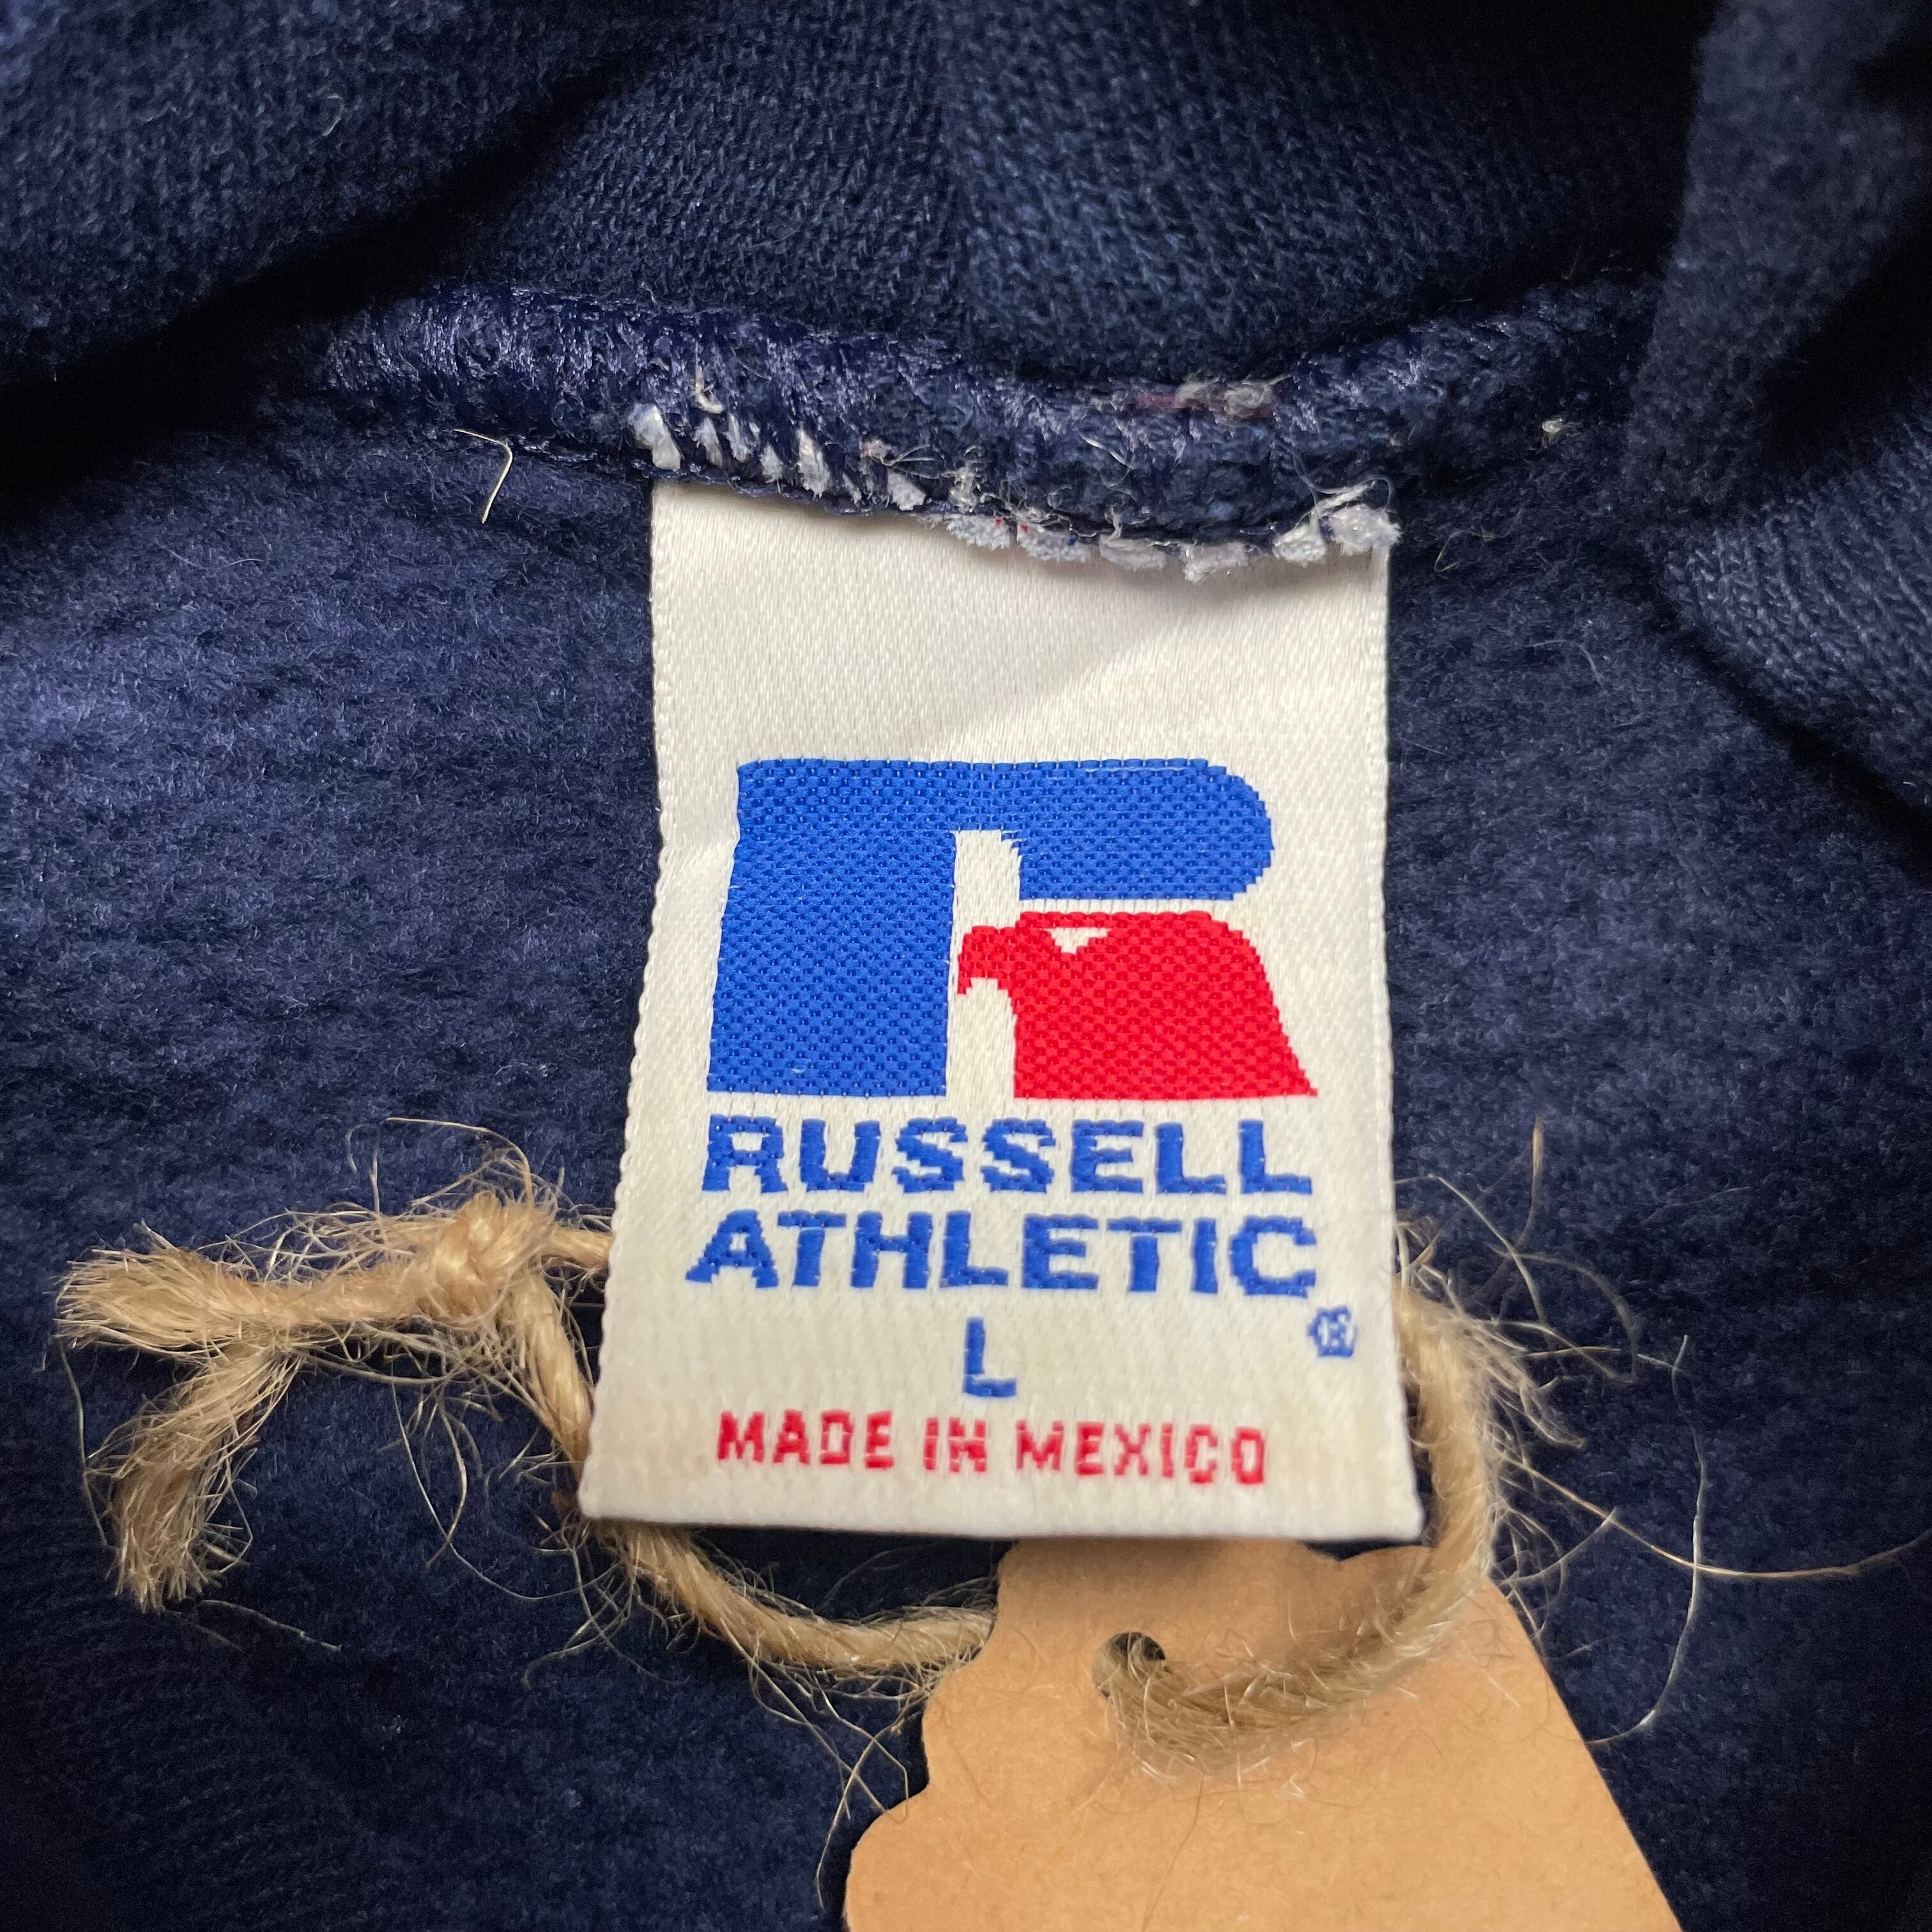 RUSSELL
ATHLETIC
®
L
MADE IN MEXICO